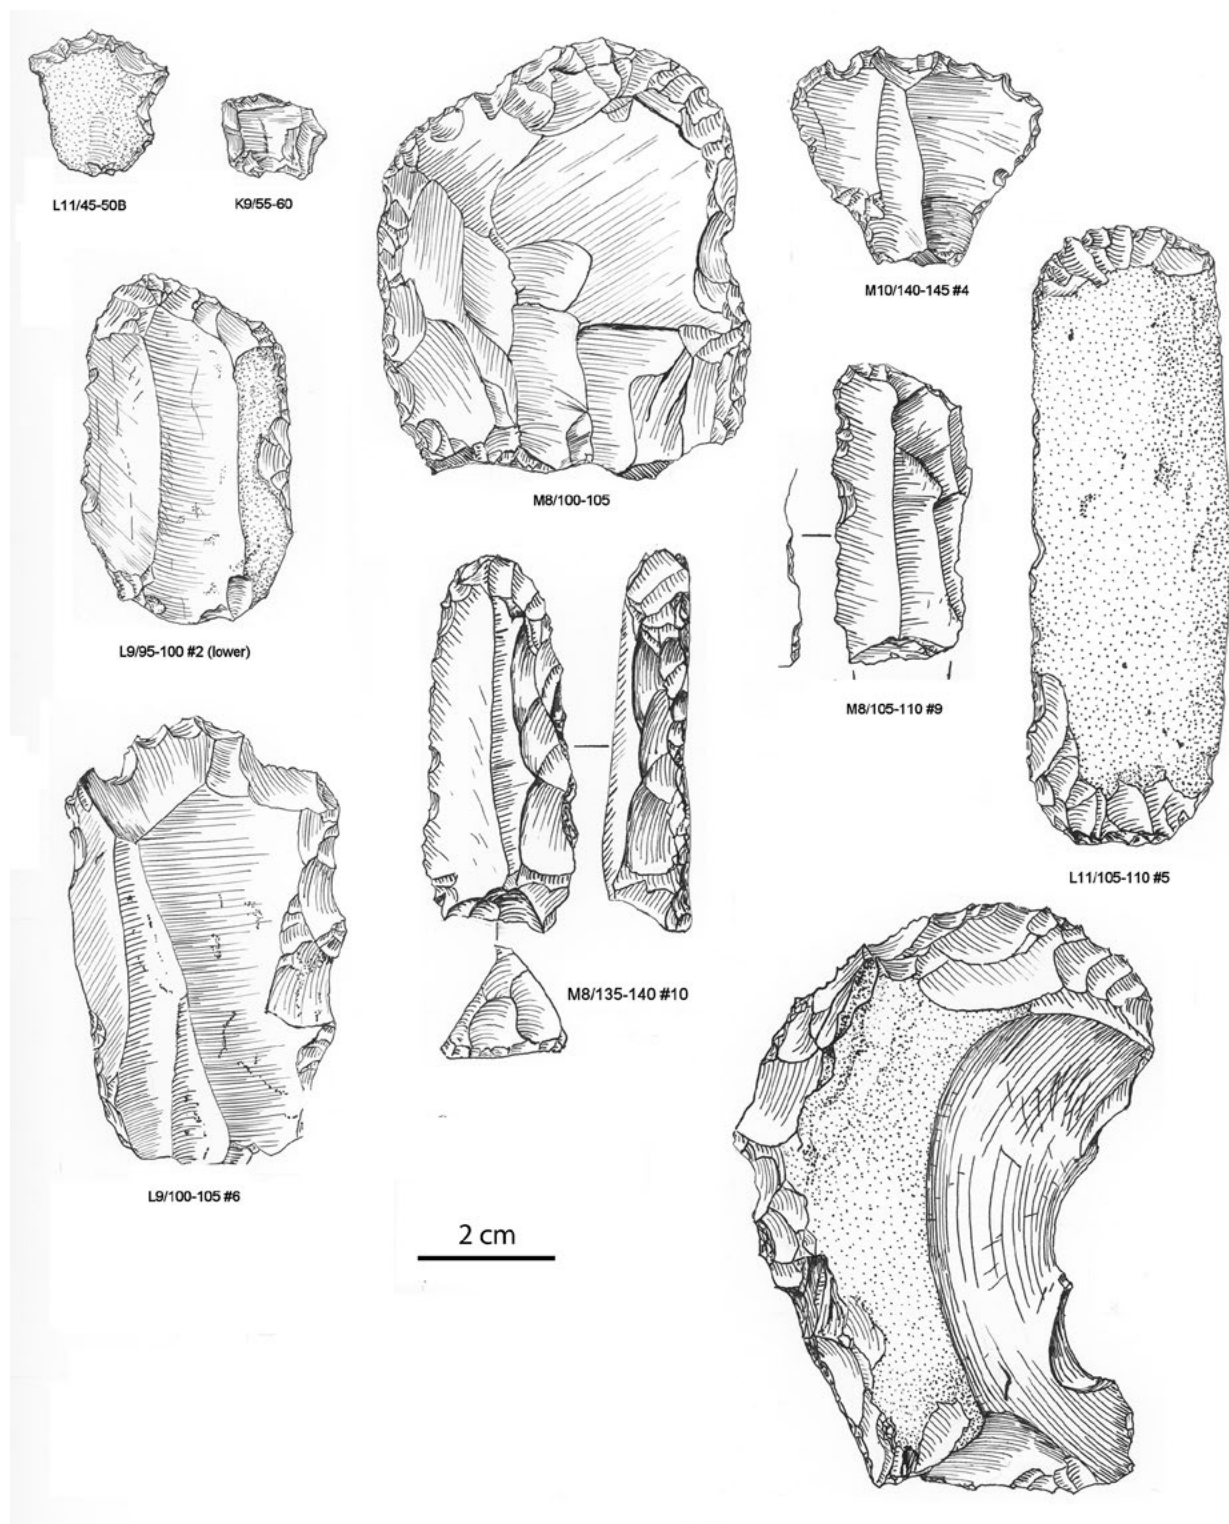 L11/45-50B
K9/55-60
M8/100-105
M10/140-145 #4
L9/95-100 #2 (lower)
M8/105-110 #9
L11/105-110 #5
M8/135-140 #10
L9/100-105 #6
2 cm